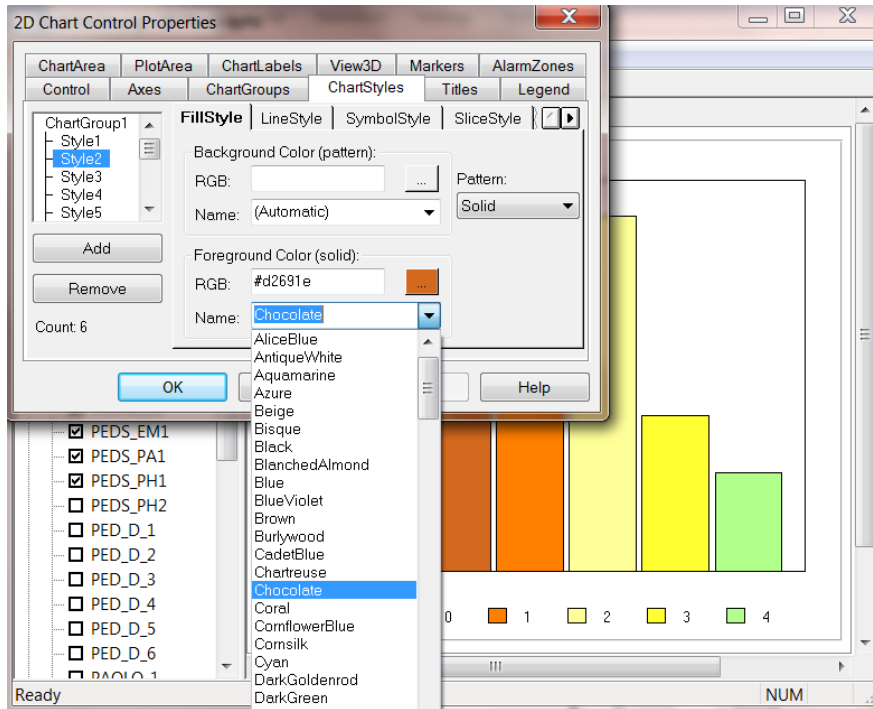 2D Chart Control Properties
ChartArea PlotArea ChartLabels View3D Markers AlarmZones
Control Axes ChartGroups ChartStyles Titles Legend
ChartGroup1
Style1
Style2
Style3
Style4
Style5
Add
Remove
Count: 6
FillStyle LineStyle SymbolStyle SliceStyle
Background Color (pattern):
RGB: ...
Name: (Automatic)
Pattern:
Solid
Foreground Color (solid):
RGB: #d2691e ...
Name: Chocolate
AliceBlue
AntiqueWhite
Aquamarine
Azure
Beige
Bisque
Black
BlanchedAlmond
Blue
BlueViolet
Brown
Burlywood
CadetBlue
Chartreuse
Chocolate
Coral
CornflowerBlue
Cornsilk
Cyan
DarkGoldenrod
DarkGreen
OK Help
PEDS_EM1
PEDS_PA1
PEDS_PH1
PEDS_PH2
PED_D_1
PED_D_2
PED_D_3
PED_D_4
PED_D_5
PED_D_6
PAOLO_1
0 1 2 3 4
Ready NUM